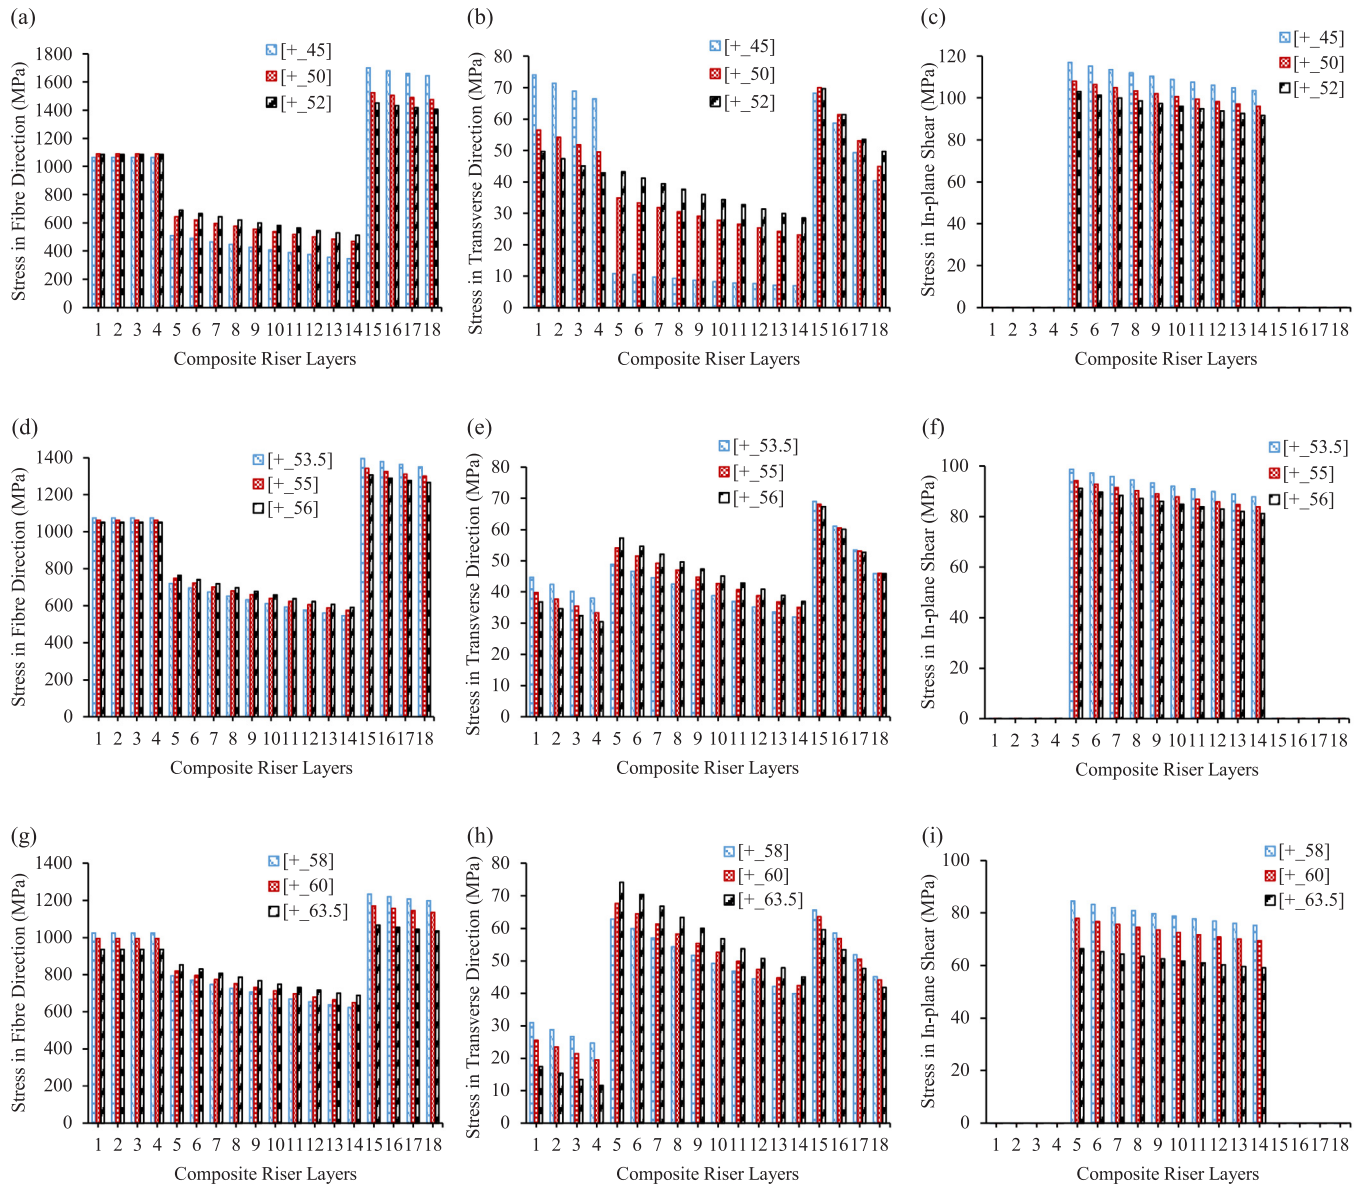 (a)
[+_45]
[+_50]
[+_52]
Stress in Fibre Direction (MPa)
1800
1600
1400
1200
1000
800
600
400
200
0
1 2 3 4 5 6 7 8 9 10 11 12 13 14 15 16 17 18
Composite Riser Layers
(b)
[+_45]
[+_50]
[+_52]
Stress in Transverse Direction (MPa)
80
70
60
50
40
30
20
10
0
1 2 3 4 5 6 7 8 9 10 11 12 13 14 15 16 17 18
Composite Riser Layers
(c)
[+_45]
[+_50]
[+_52]
Stress in In-plane Shear (MPa)
120
100
80
60
40
20
0
1 2 3 4 5 6 7 8 9 10 11 12 13 14 15 16 17 18
Composite Riser Layers
(d)
[+_53.5]
[+_55]
[+_56]
Stress in Fibre Direction (MPa)
1400
1200
1000
800
600
400
200
0
1 2 3 4 5 6 7 8 9 10 11 12 13 14 15 16 17 18
Composite Riser Layers
(e)
[+_53.5]
[+_55]
[+_56]
Stress in Transverse Direction (MPa)
80
70
60
50
40
30
20
10
0
1 2 3 4 5 6 7 8 9 10 11 12 13 14 15 16 17 18
Composite Riser Layers
(f)
[+_53.5]
[+_55]
[+_56]
Stress in In-plane Shear (MPa)
100
80
60
40
20
0
1 2 3 4 5 6 7 8 9 10 11 12 13 14 15 16 17 18
Composite Riser Layers
(g)
[+_58]
[+_60]
[+_63.5]
Stress in Fibre Direction (MPa)
1400
1200
1000
800
600
400
200
0
1 2 3 4 5 6 7 8 9 10 11 12 13 14 15 16 17 18
Composite Riser Layers
(h)
[+_58]
[+_60]
[+_63.5]
Stress in Transverse Direction (MPa)
80
70
60
50
40
30
20
10
0
1 2 3 4 5 6 7 8 9 10 11 12 13 14 15 16 17 18
Composite Riser Layers
(i)
[+_58]
[+_60]
[+_63.5]
Stress in In-plane Shear (MPa)
100
80
60
40
20
0
1 2 3 4 5 6 7 8 9 10 11 12 13 14 15 16 17 18
Composite Riser Layers